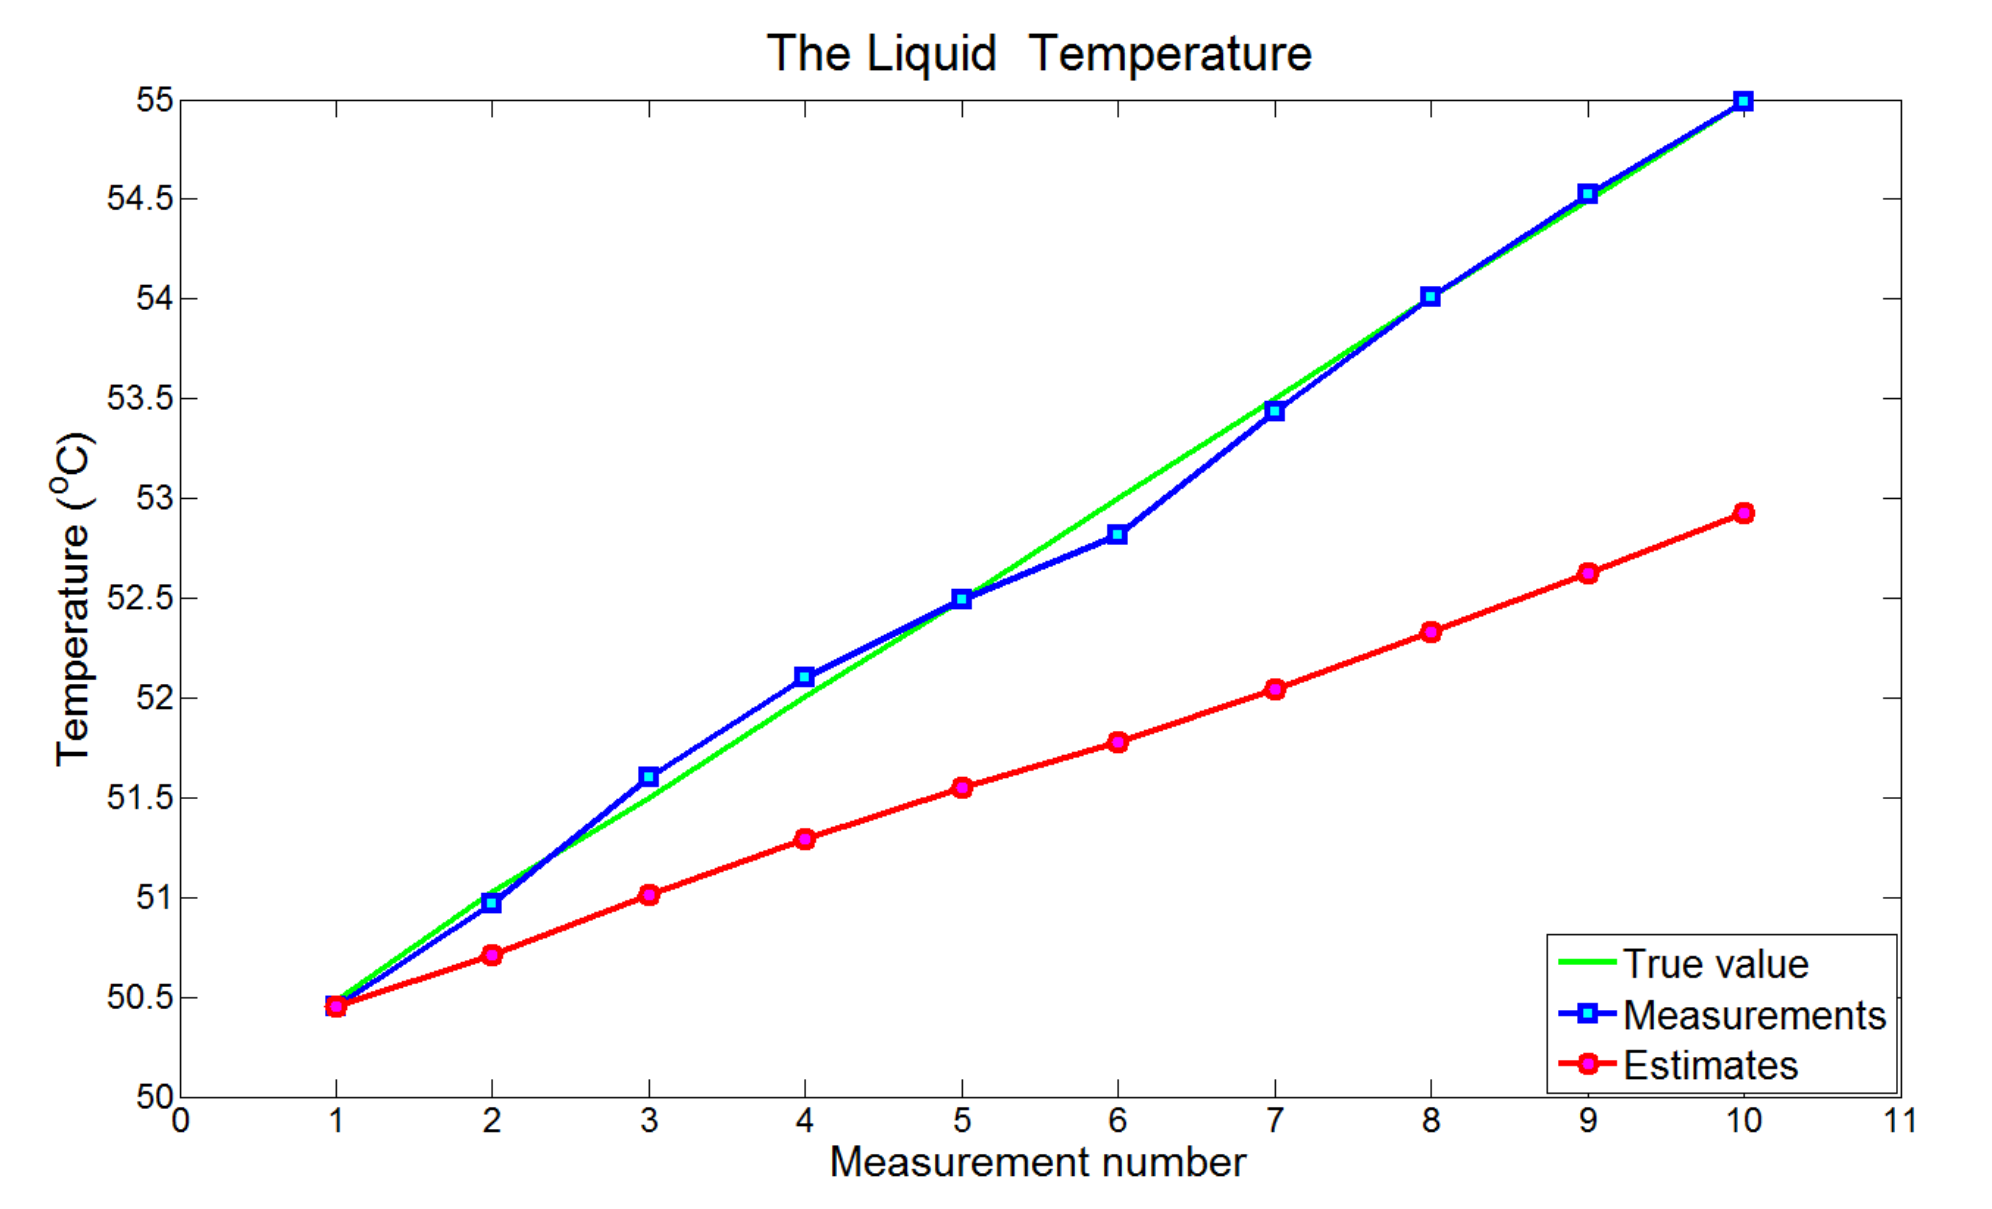 The Liquid  Temperature
Temperature (°C)
55
54.5
54
53.5
53
52.5
52
51.5
51
50.5
50
0 1 2 3 4 5 6 7 8 9 10 11
Measurement number
True value
Measurements
Estimates